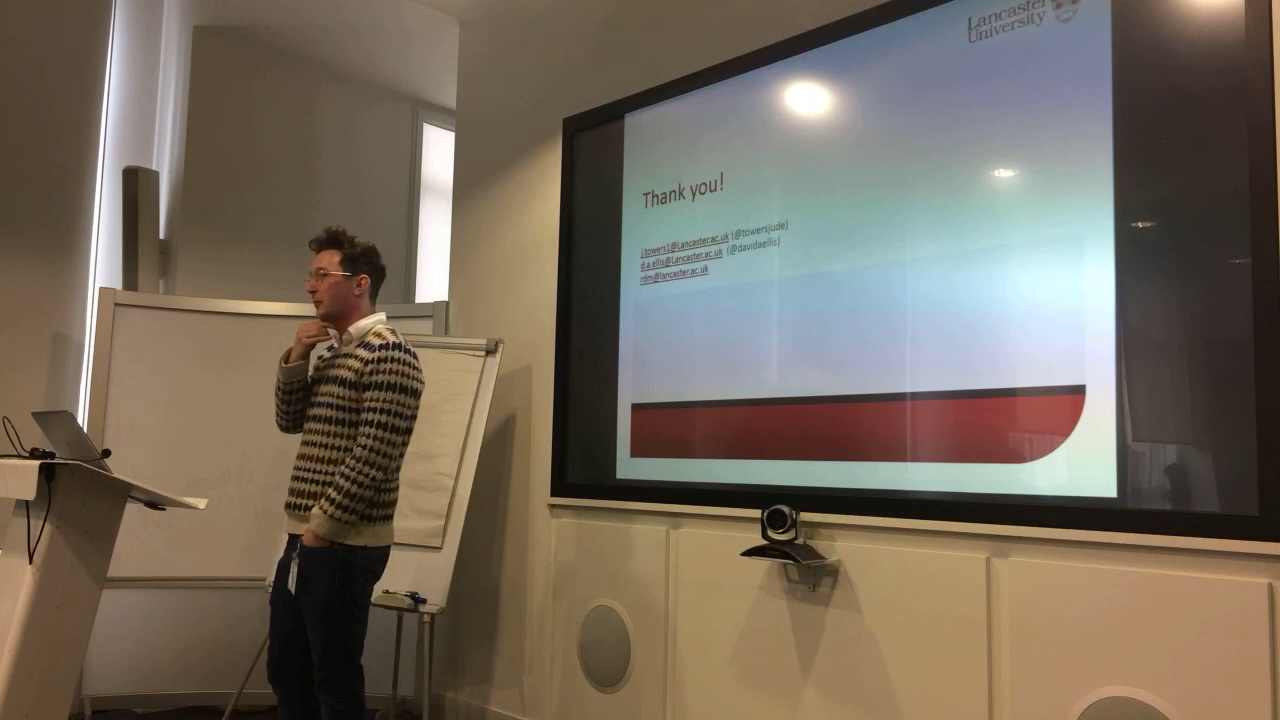 Lancaster
University
Thank you!
j.towers1@Lancaster.ac.uk (@towersjude)
d.a.ellis@Lancaster.ac.uk (@davidaellis)
rdm@lancaster.ac.uk